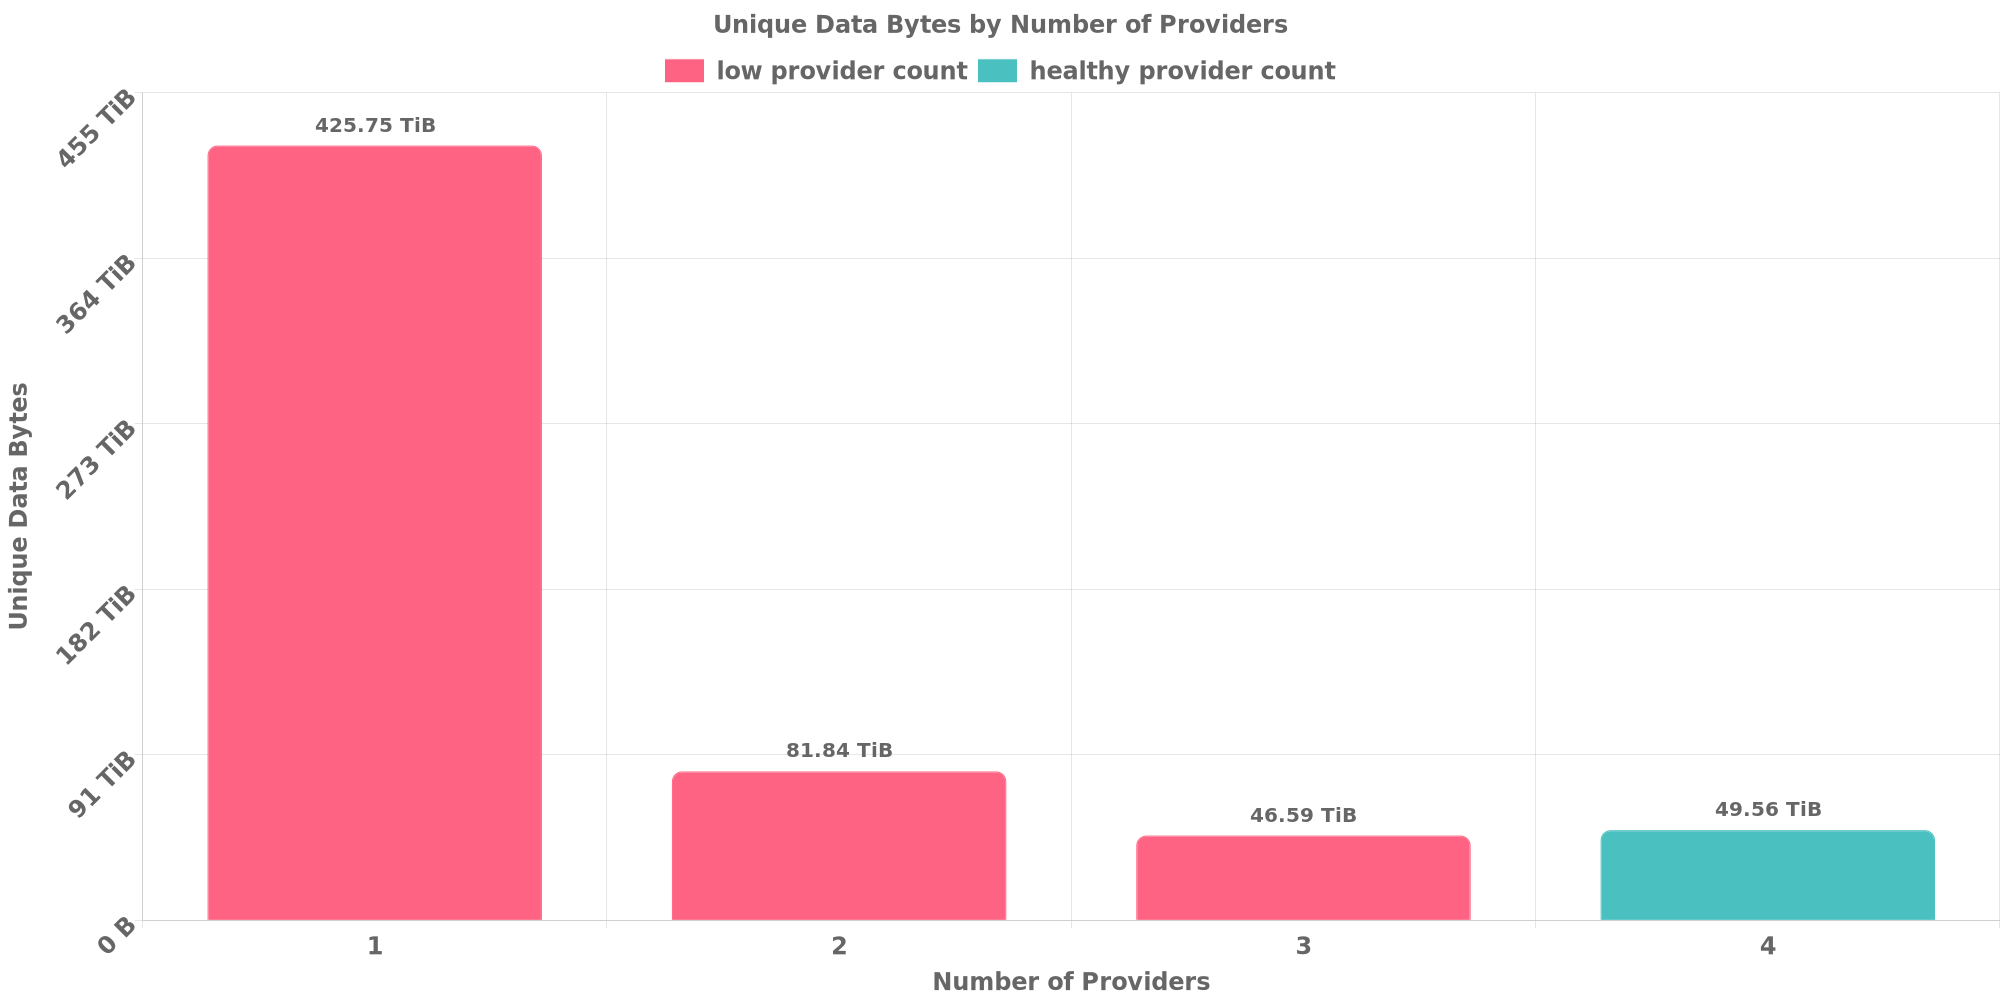 Unique Data Bytes by Number of Providers
low provider count healthy provider count
455 TiB
364 TiB
273 TiB
182 TiB
91 TiB
0 B
Unique Data Bytes
425.75 TiB
81.84 TiB
46.59 TiB
49.56 TiB
1 2 3 4
Number of Providers